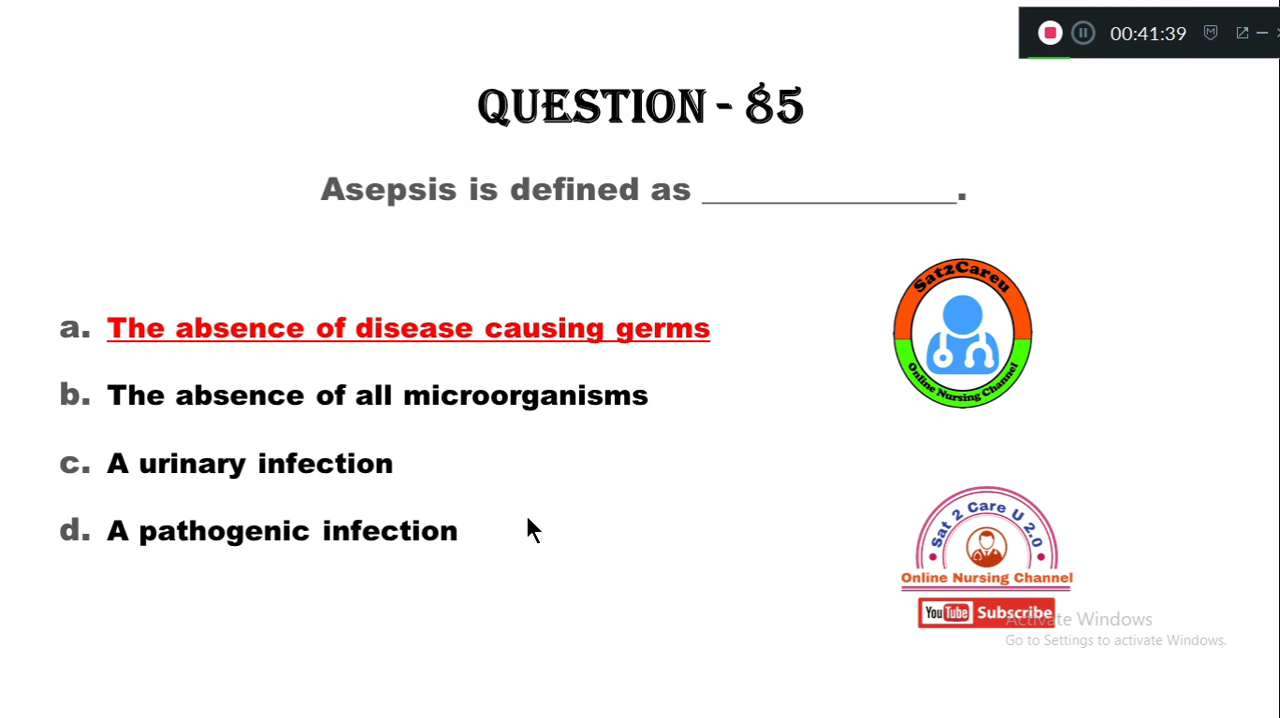 00:41:39
QUESTION - 85
Asepsis is defined as _______________.
a. The absence of disease causing germs
b. The absence of all microorganisms
c. A urinary infection
d. A pathogenic infection
Sat2Careu
Online Nursing Channel
Sat 2 Care U 2.0
Online Nursing Channel
YouTube Subscribe
Activate Windows
Go to Settings to activate Windows.